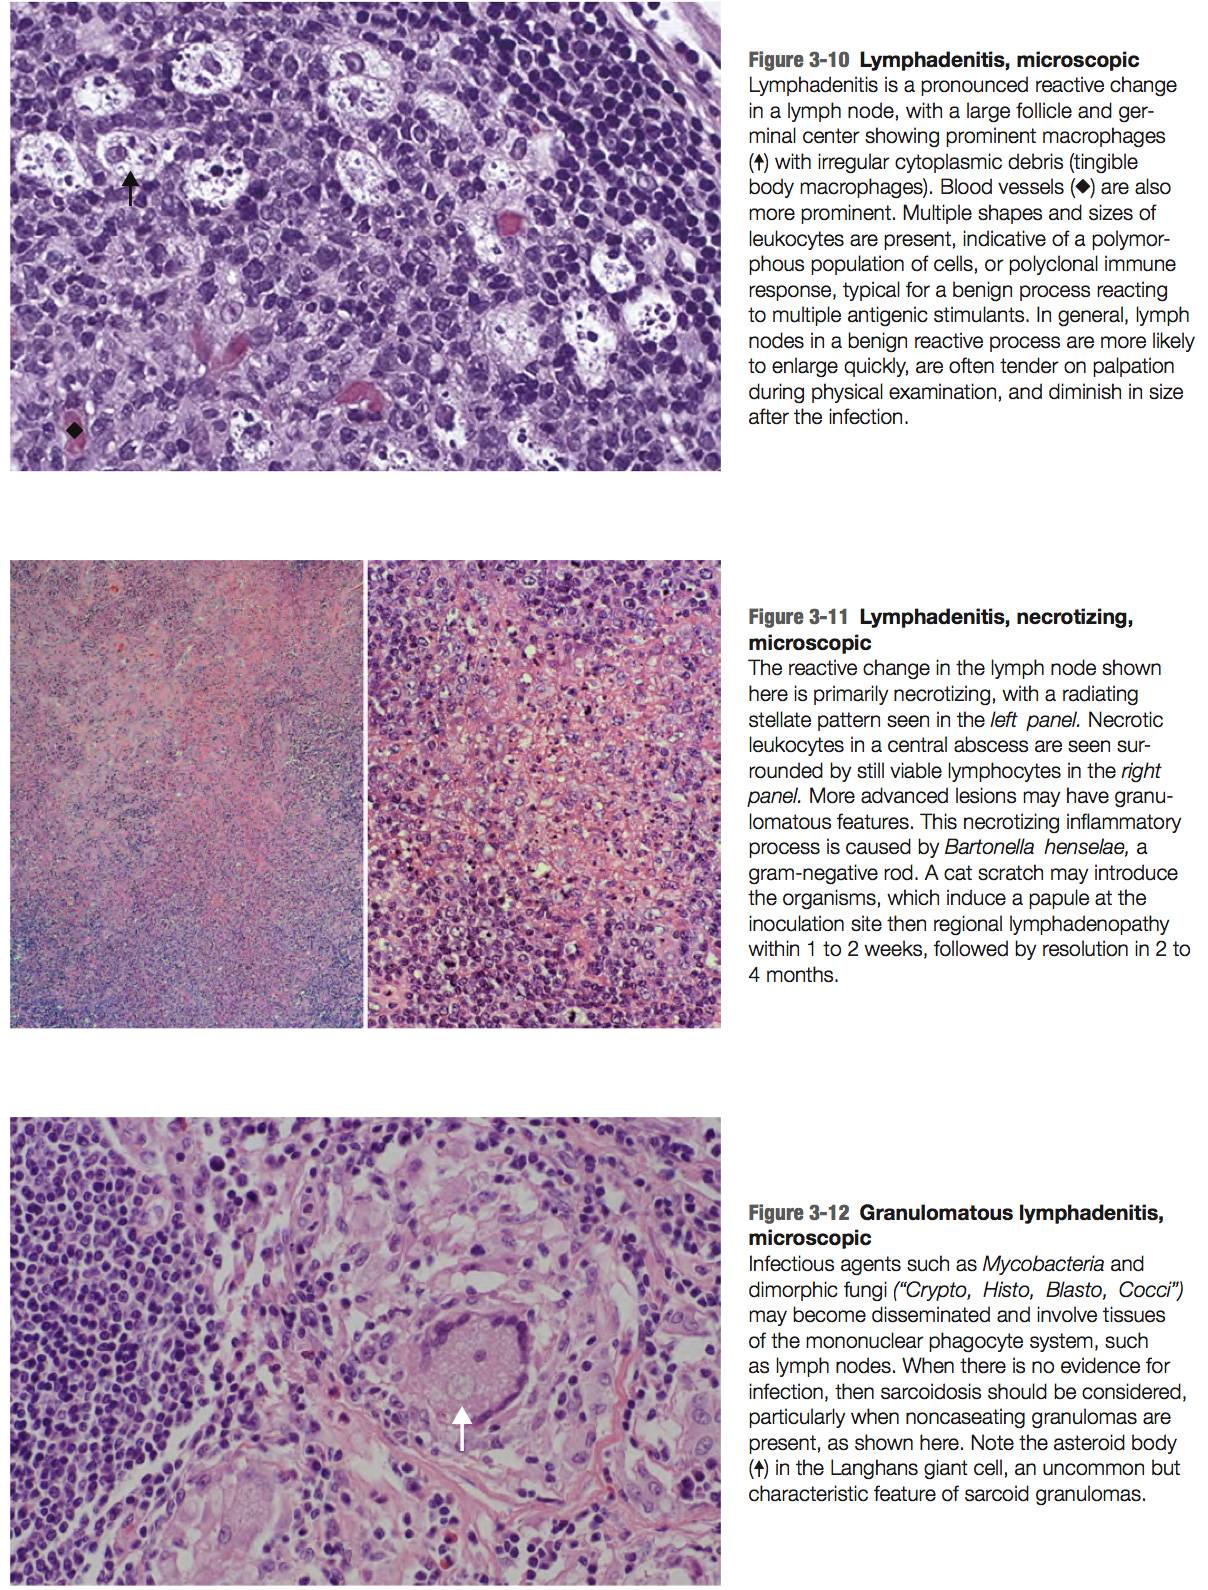 Figure 3-10 Lymphadenitis, microscopic
Lymphadenitis is a pronounced reactive change
in a lymph node, with a large follicle and ger-
minal center showing prominent macrophages
(↑) with irregular cytoplasmic debris (tingible
body macrophages). Blood vessels (◆) are also
more prominent. Multiple shapes and sizes of
leukocytes are present, indicative of a polymor-
phous population of cells, or polyclonal immune
response, typical for a benign process reacting
to multiple antigenic stimulants. In general, lymph
nodes in a benign reactive process are more likely
to enlarge quickly, are often tender on palpation
during physical examination, and diminish in size
after the infection.
Figure 3-11 Lymphadenitis, necrotizing,
microscopic
The reactive change in the lymph node shown
here is primarily necrotizing, with a radiating
stellate pattern seen in the left panel. Necrotic
leukocytes in a central abscess are seen sur-
rounded by still viable lymphocytes in the right
panel. More advanced lesions may have granu-
lomatous features. This necrotizing inflammatory
process is caused by Bartonella henselae, a
gram-negative rod. A cat scratch may introduce
the organisms, which induce a papule at the
inoculation site then regional lymphadenopathy
within 1 to 2 weeks, followed by resolution in 2 to
4 months.
Figure 3-12 Granulomatous lymphadenitis,
microscopic
Infectious agents such as Mycobacteria and
dimorphic fungi (“Crypto, Histo, Blasto, Cocci”)
may become disseminated and involve tissues
of the mononuclear phagocyte system, such
as lymph nodes. When there is no evidence for
infection, then sarcoidosis should be considered,
particularly when noncaseating granulomas are
present, as shown here. Note the asteroid body
(↑) in the Langhans giant cell, an uncommon but
characteristic feature of sarcoid granulomas.